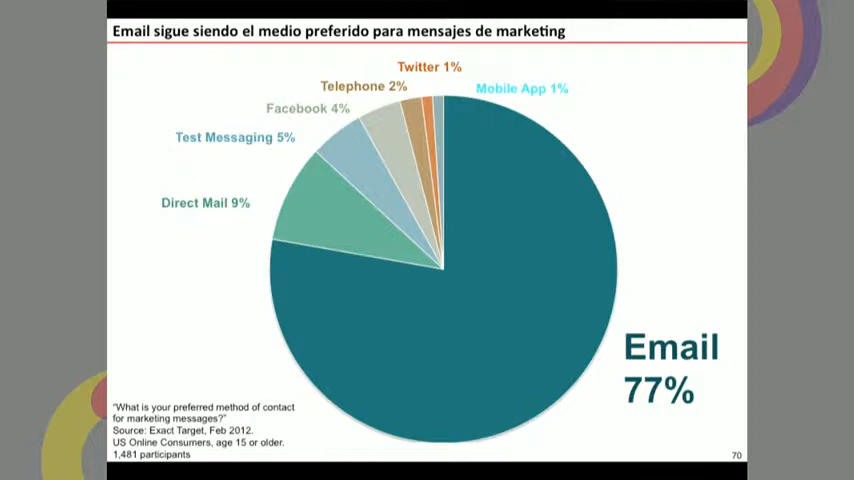 Email sigue siendo el medio preferido para mensajes de marketing
Twitter 1%
Telephone 2%
Mobile App 1%
Facebook 4%
Test Messaging 5%
Direct Mail 9%
Email
77%
"What is your preferred method of contact
for marketing messages?"
Source: Exact Target, Feb 2012.
US Online Consumers, age 15 or older.
1,481 participants
70